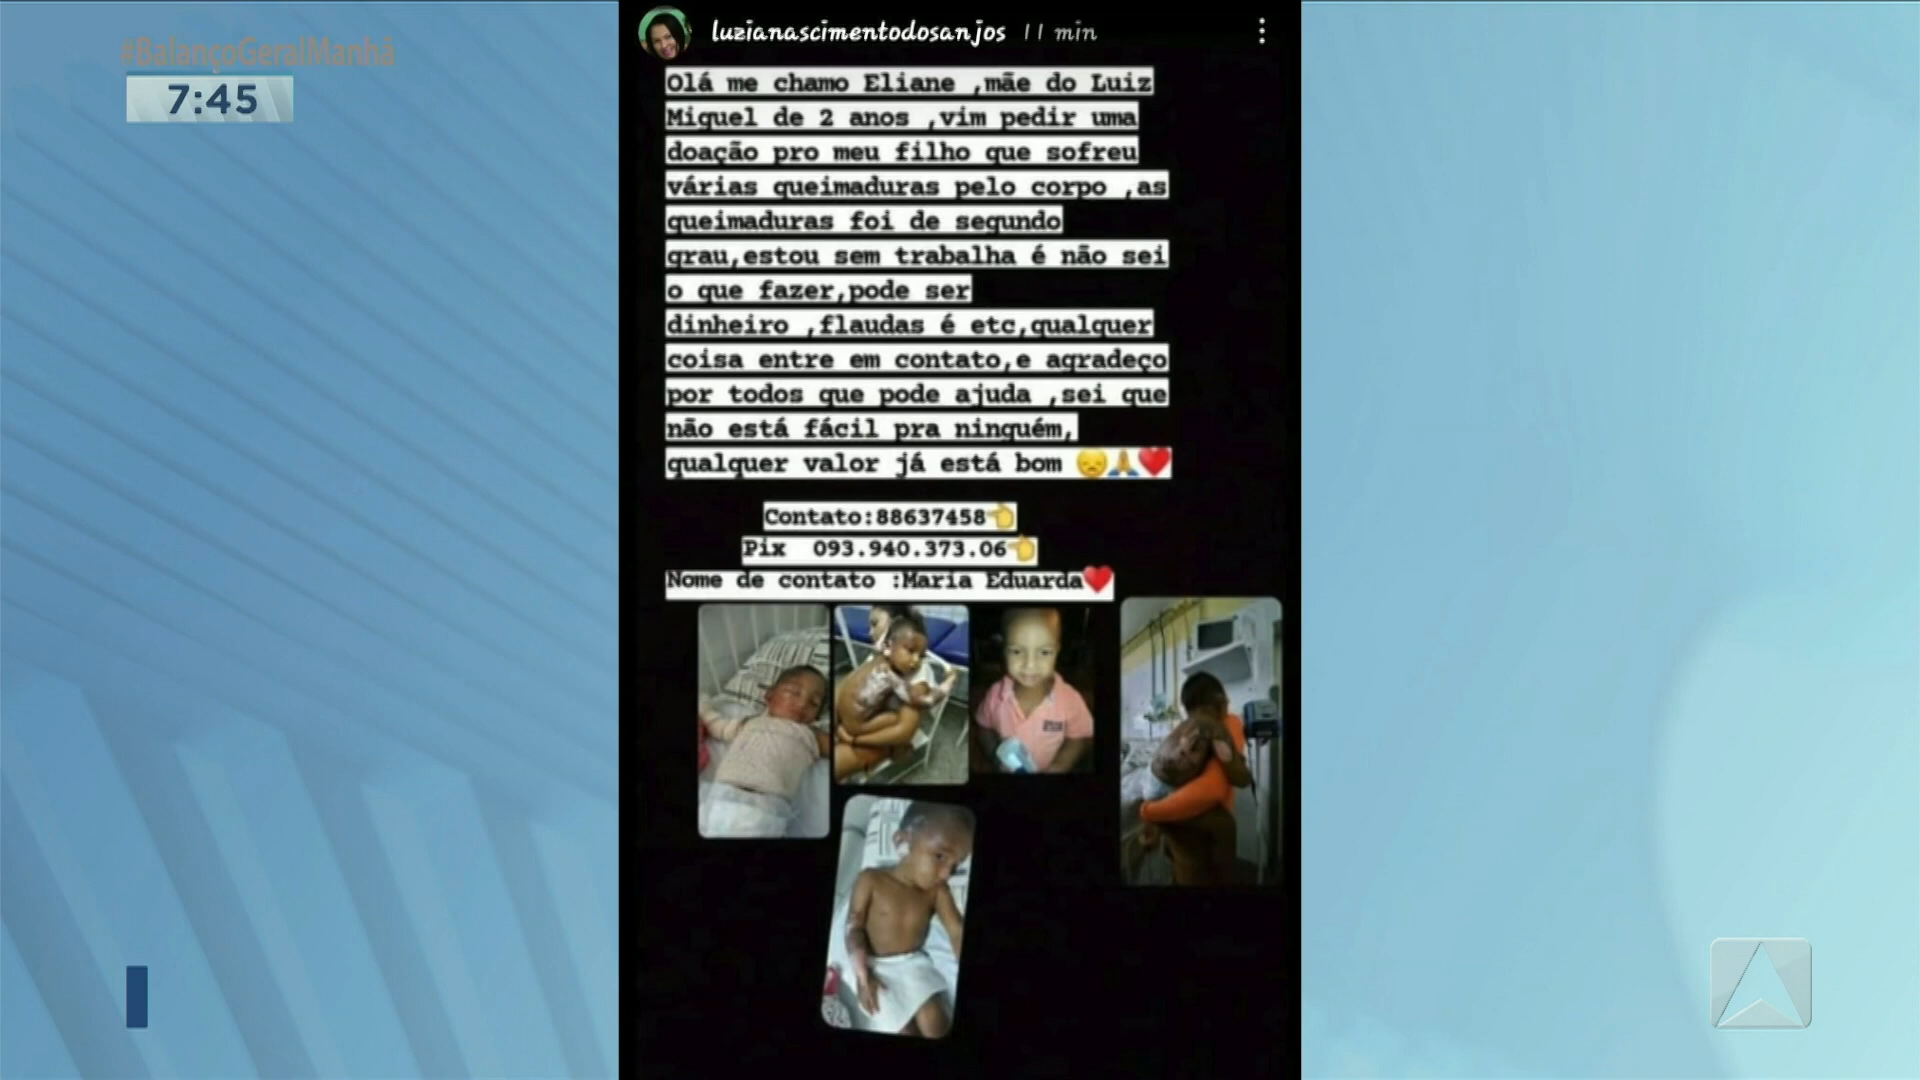 #BalançoGeralManhã
7:45
luzianascimentodosanjos 11 min
Olá me chamo Eliane ,mãe do Luiz
Miguel de 2 anos ,vim pedir uma
doação pro meu filho que sofreu
várias queimaduras pelo corpo ,as
queimaduras foi de segundo
grau,estou sem trabalha é não sei
o que fazer,pode ser
dinheiro ,flaudas é etc,qualquer
coisa entre em contato,e agradeço
por todos que pode ajuda ,sei que
não está fácil pra ninguém,
qualquer valor já está bom 😞🙏❤️
Contato:88637458👈
Pix 093.940.373.06👈
Nome de contato :Maria Eduarda❤️